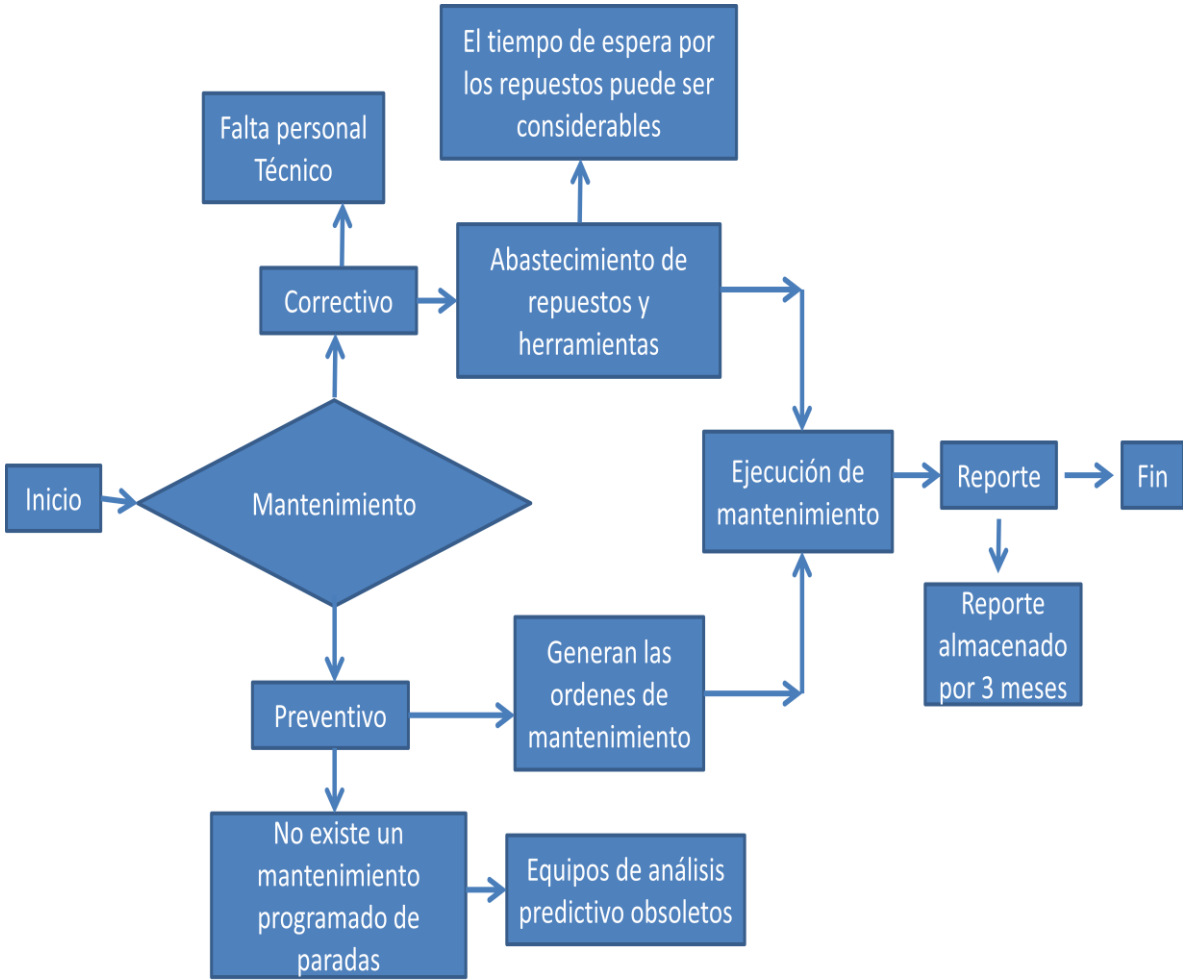 El tiempo de espera por
los repuestos puede ser
considerables
Falta personal
Técnico
Correctivo
Abastecimiento de
repuestos y
herramientas
Inicio
Mantenimiento
Ejecución de
mantenimiento
Reporte
Fin
Reporte
almacenado
por 3 meses
Preventivo
Generan las
ordenes de
mantenimiento
No existe un
mantenimiento
programado de
paradas
Equipos de análisis
predictivo obsoletos